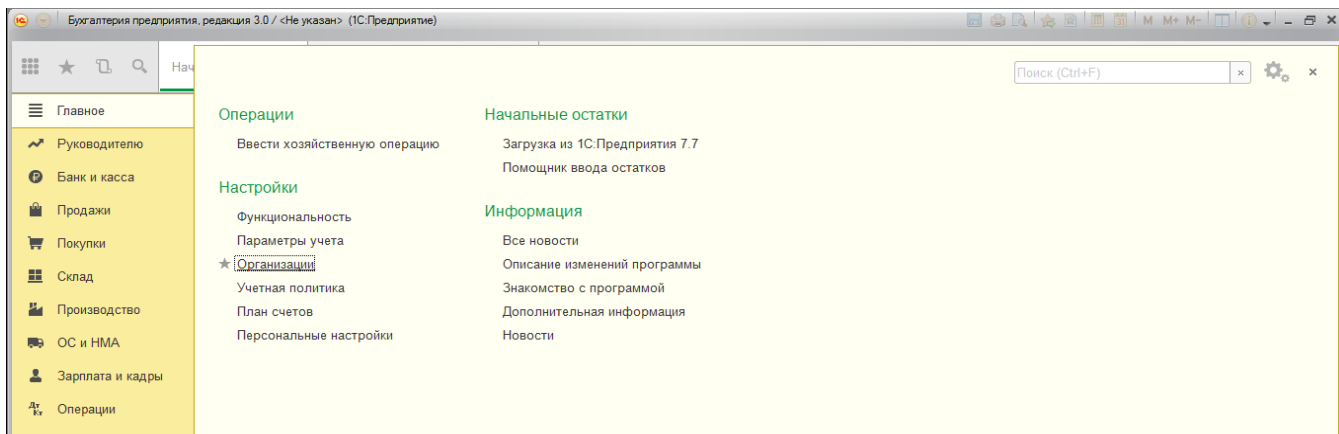 Бухгалтерия предприятия, редакция 3.0 / <Не указан> (1С:Предприятие)
M M+ M-
Нач
Поиск (Ctrl+F)
Главное
Руководителю
Банк и касса
Продажи
Покупки
Склад
Производство
ОС и НМА
Зарплата и кадры
Дт Кт Операции
Операции
Ввести хозяйственную операцию
Настройки
Функциональность
Параметры учета
Организации
Учетная политика
План счетов
Персональные настройки
Начальные остатки
Загрузка из 1С:Предприятия 7.7
Помощник ввода остатков
Информация
Все новости
Описание изменений программы
Знакомство с программой
Дополнительная информация
Новости